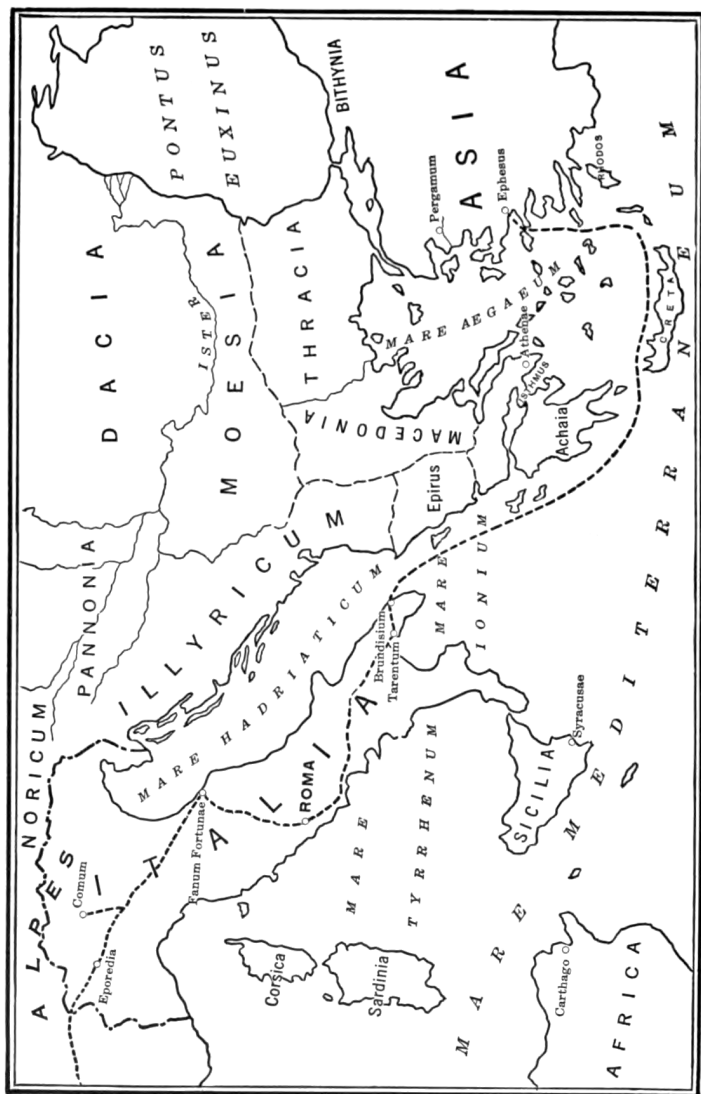 ALPES
NORICUM
PANNONIA
DACIA
ISTER
MOESIA
PONTUS
EUXINUS
ILLYRICUM
THRACIA
BITHYNIA
MACEDONIA
Epirus
ITALIA
Comum
Eporedia
Fanum Fortunae
ROMA
MARE HADRIATICUM
Brundisium
Tarentum
MARE
IONIUM
MARE AEGAEUM
Pergamum
ASIA
Ephesus
Athenae
ISTHMUS
Achaia
RHODOS
CRETA
Corsica
Sardinia
MARE
TYRRHENUM
SICILIA
Syracusae
Carthago
AFRICA
MARE MEDITERRANEUM